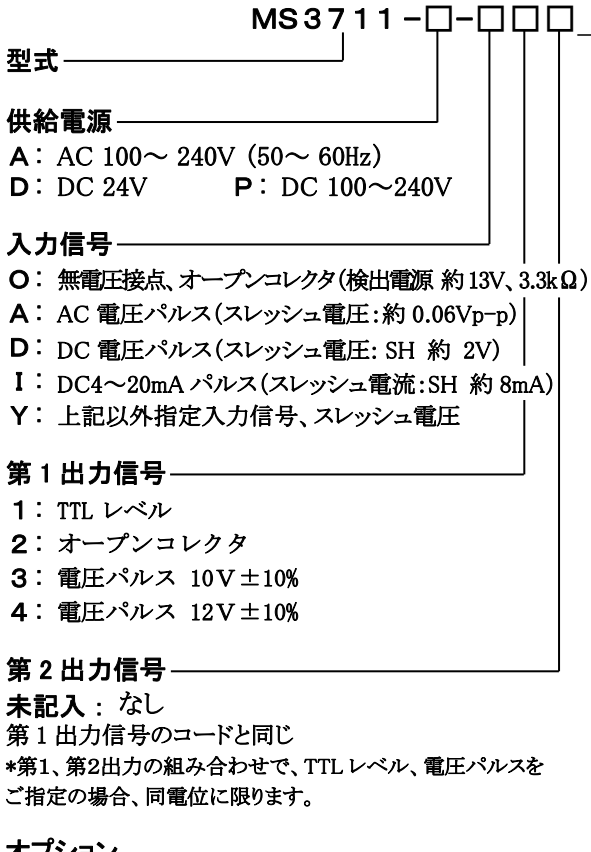 MS3711-□-□□□_
型式
供給電源
A： AC 100～ 240V (50～ 60Hz)
D： DC 24V P： DC 100～240V
入力信号
O： 無電圧接点、オープンコレクタ(検出電源 約13V、3.3kΩ)
A： AC 電圧パルス(スレッシュ電圧:約 0.06Vp-p)
D： DC 電圧パルス(スレッシュ電圧: SH 約 2V)
I： DC4～20mA パルス(スレッシュ電流:SH 約 8mA)
Y： 上記以外指定入力信号、スレッシュ電圧
第1出力信号
1： TTL レベル
2： オープンコレクタ
3： 電圧パルス 10V±10%
4： 電圧パルス 12V±10%
第2出力信号
未記入： なし
第1出力信号のコードと同じ
*第1、第2出力の組み合わせで、TTLレベル、電圧パルスを
ご指定の場合、同電位に限ります。
オプション